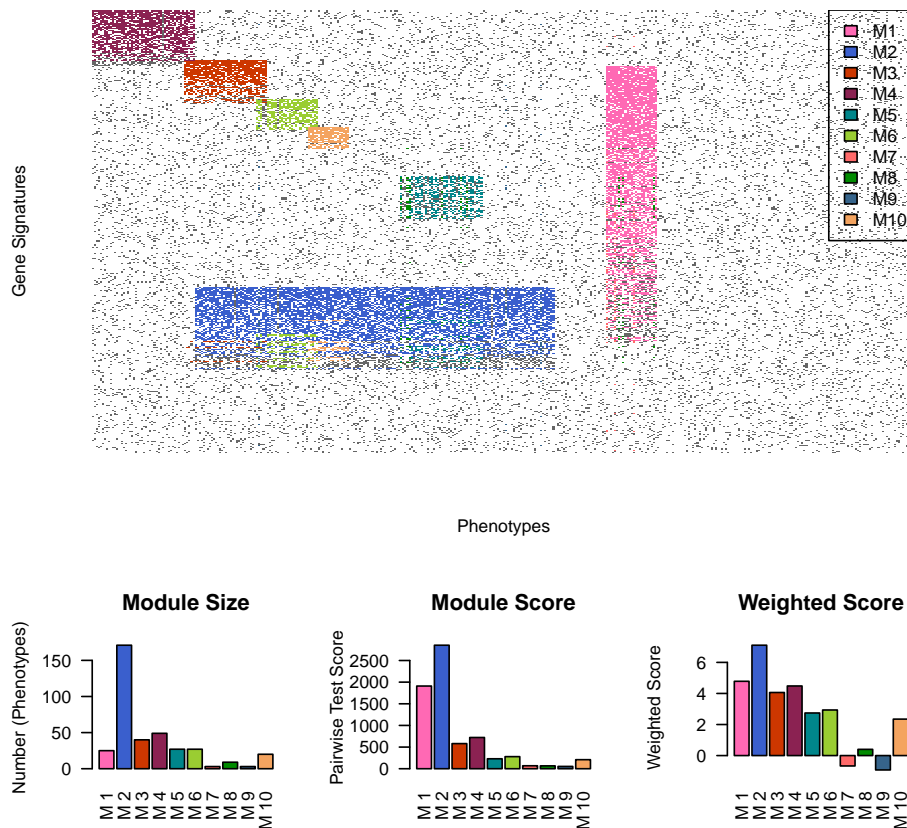 M1
M2
M3
M4
M5
M6
M7
M8
M9
M10
Gene Signatures
Phenotypes
Module Size
Number (Phenotypes)
150
100
50
0
M 1
M 2
M 3
M 4
M 5
M 6
M 7
M 8
M 9
M 10
Module Score
Pairwise Test Score
2500
2000
1500
1000
500
0
M 1
M 2
M 3
M 4
M 5
M 6
M 7
M 8
M 9
M 10
Weighted Score
Weighted Score
6
4
2
0
M 1
M 2
M 3
M 4
M 5
M 6
M 7
M 8
M 9
M 10